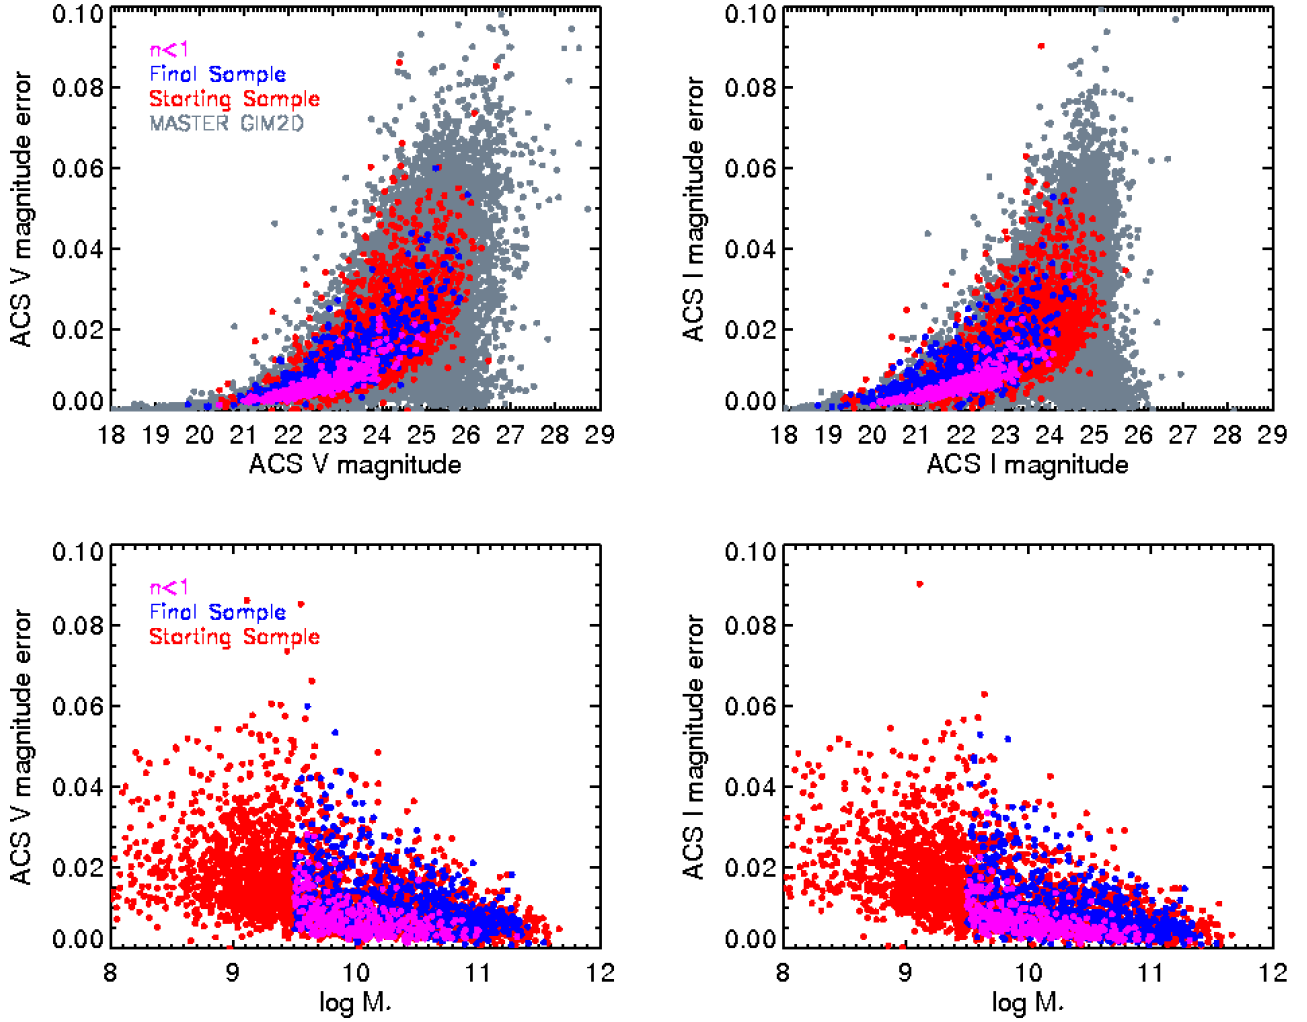 0.10
0.08
0.06
0.04
0.02
0.00
ACS V magnitude error
n<1
Final Sample
Starting Sample
MASTER GIM2D
18 19 20 21 22 23 24 25 26 27 28 29
ACS V magnitude
0.10
0.08
0.06
0.04
0.02
0.00
ACS I magnitude error
18 19 20 21 22 23 24 25 26 27 28 29
ACS I magnitude
0.10
0.08
0.06
0.04
0.02
0.00
ACS V magnitude error
n<1
Final Sample
Starting Sample
8 9 10 11 12
log M.
0.10
0.08
0.06
0.04
0.02
0.00
ACS I magnitude error
8 9 10 11 12
log M.